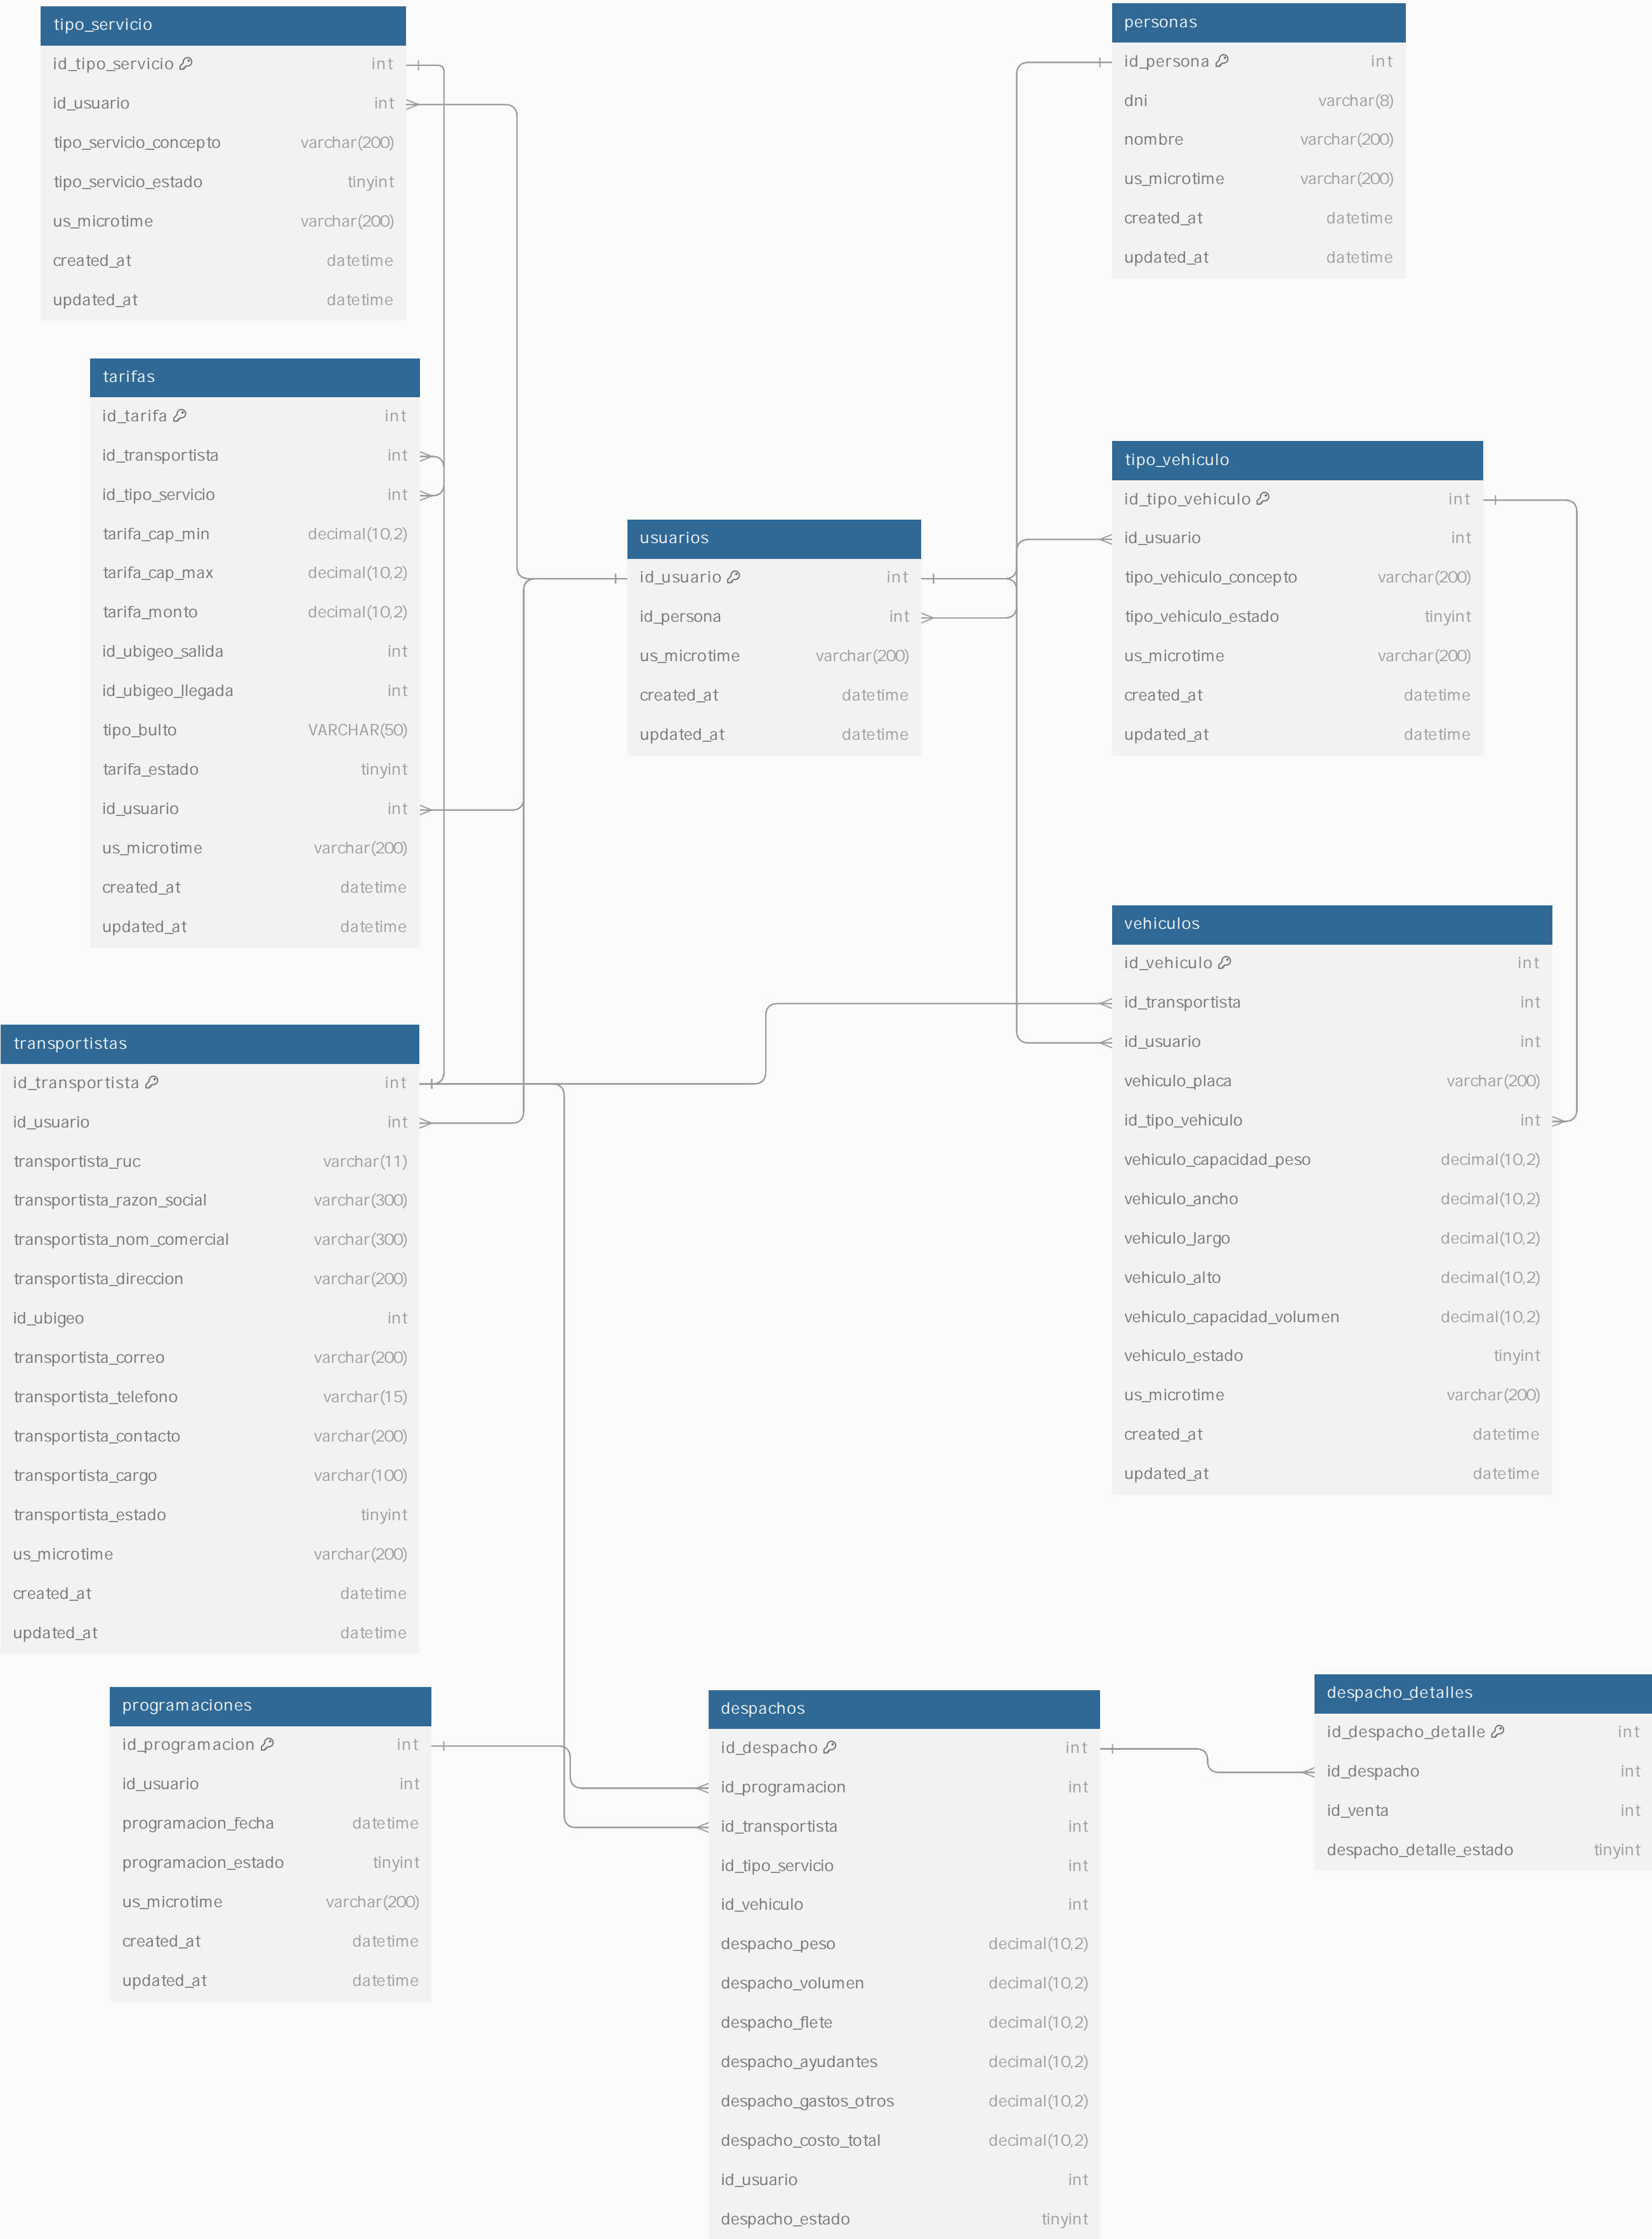 tipo_servicio
id_tipo_servicio int
id_usuario int
tipo_servicio_concepto varchar(200)
tipo_servicio_estado tinyint
us_microtime varchar(200)
created_at datetime
updated_at datetime
personas
id_persona int
dni varchar(8)
nombre varchar(200)
us_microtime varchar(200)
created_at datetime
updated_at datetime
tarifas
id_tarifa int
id_transportista int
id_tipo_servicio int
tarifa_cap_min decimal(10,2)
tarifa_cap_max decimal(10,2)
tarifa_monto decimal(10,2)
id_ubigeo_salida int
id_ubigeo_llegada int
tipo_bulto VARCHAR(50)
tarifa_estado tinyint
id_usuario int
us_microtime varchar(200)
created_at datetime
updated_at datetime
usuarios
id_usuario int
id_persona int
us_microtime varchar(200)
created_at datetime
updated_at datetime
tipo_vehiculo
id_tipo_vehiculo int
id_usuario int
tipo_vehiculo_concepto varchar(200)
tipo_vehiculo_estado tinyint
us_microtime varchar(200)
created_at datetime
updated_at datetime
vehiculos
id_vehiculo int
id_transportista int
id_usuario int
vehiculo_placa varchar(200)
id_tipo_vehiculo int
vehiculo_capacidad_peso decimal(10,2)
vehiculo_ancho decimal(10,2)
vehiculo_largo decimal(10,2)
vehiculo_alto decimal(10,2)
vehiculo_capacidad_volumen decimal(10,2)
vehiculo_estado tinyint
us_microtime varchar(200)
created_at datetime
updated_at datetime
transportistas
id_transportista int
id_usuario int
transportista_ruc varchar(11)
transportista_razon_social varchar(300)
transportista_nom_comercial varchar(300)
transportista_direccion varchar(200)
id_ubigeo int
transportista_correo varchar(200)
transportista_telefono varchar(15)
transportista_contacto varchar(200)
transportista_cargo varchar(100)
transportista_estado tinyint
us_microtime varchar(200)
created_at datetime
updated_at datetime
programaciones
id_programacion int
id_usuario int
programacion_fecha datetime
programacion_estado tinyint
us_microtime varchar(200)
created_at datetime
updated_at datetime
despachos
id_despacho int
id_programacion int
id_transportista int
id_tipo_servicio int
id_vehiculo int
despacho_peso decimal(10,2)
despacho_volumen decimal(10,2)
despacho_flete decimal(10,2)
despacho_ayudantes decimal(10,2)
despacho_gastos_otros decimal(10,2)
despacho_costo_total decimal(10,2)
id_usuario int
despacho_estado tinyint
despacho_detalles
id_despacho_detalle int
id_despacho int
id_venta int
despacho_detalle_estado tinyint